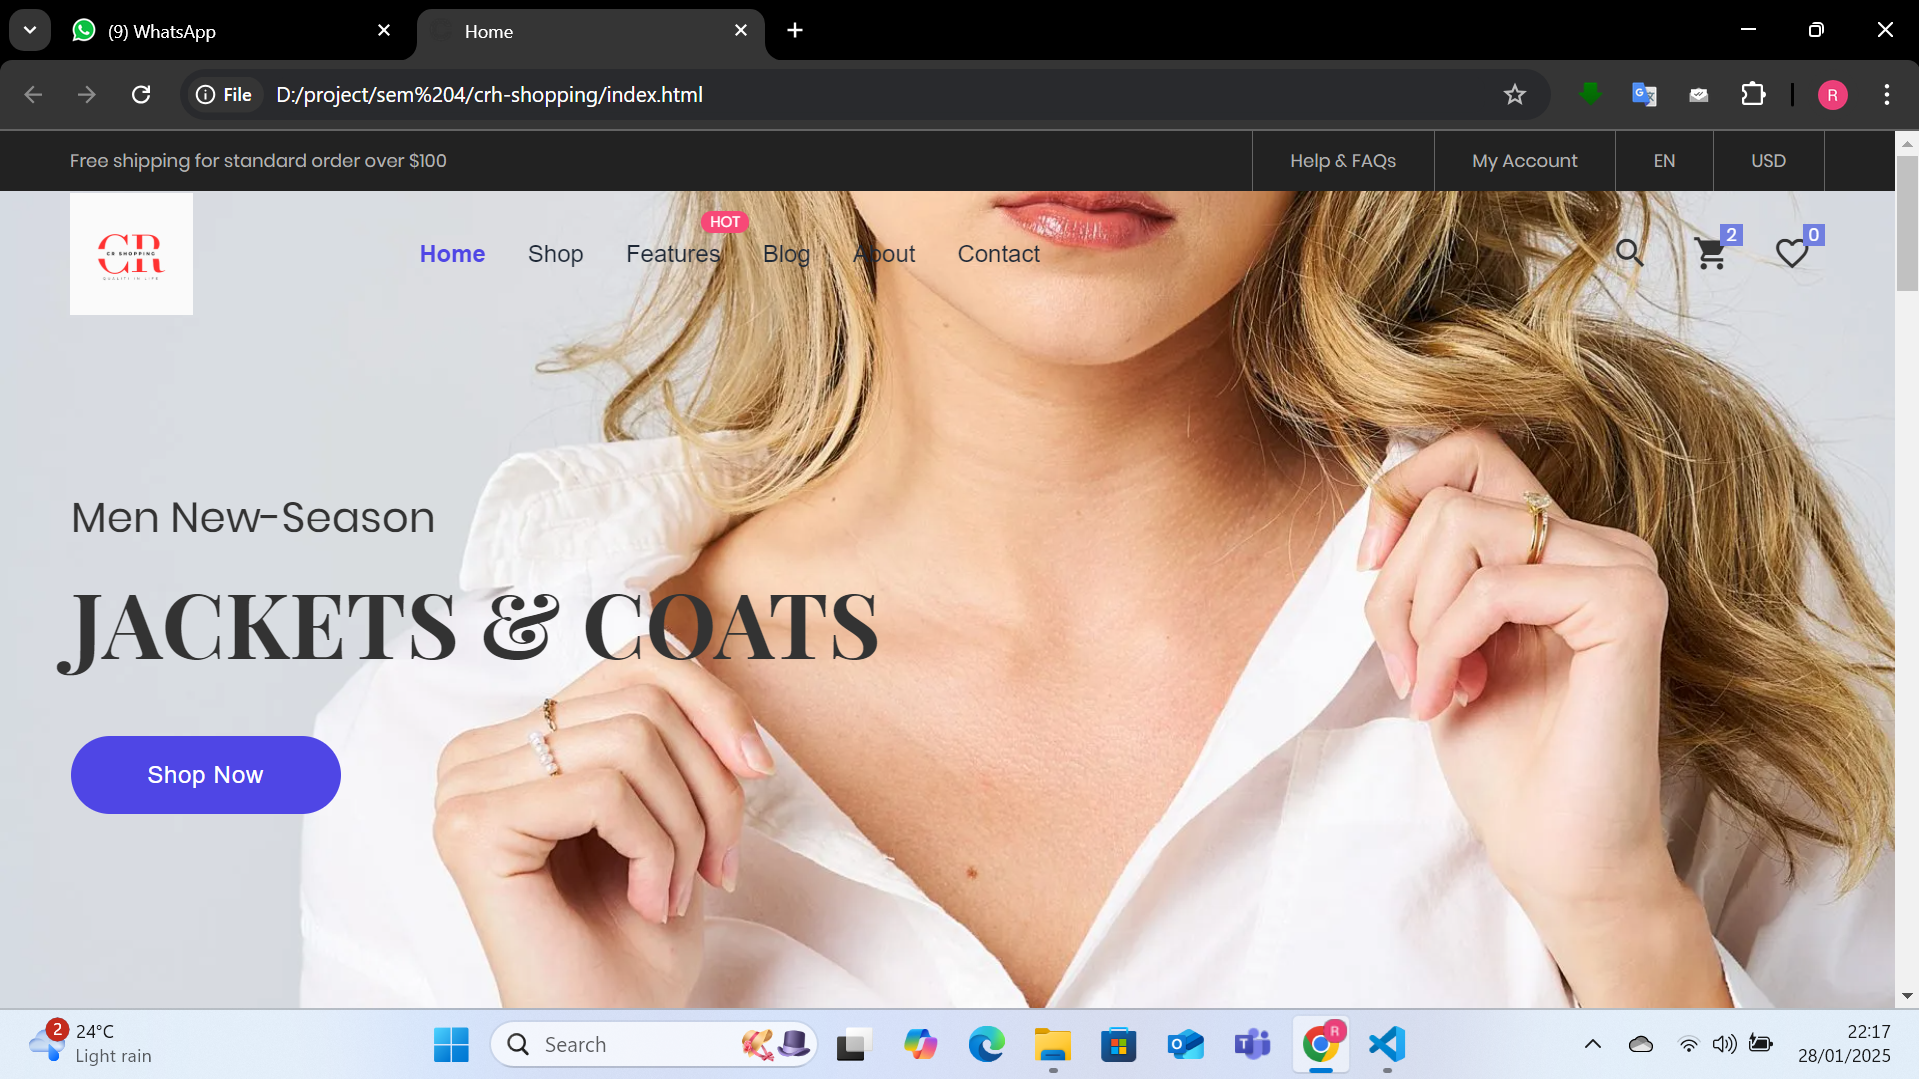 (9) WhatsApp
Home
File
D:/project/sem%204/crh-shopping/index.html
R
Free shipping for standard order over $100
Help & FAQs
My Account
EN
USD
CR
CR SHOPPING
QUALITI IN LIFE
HOT
Home
Shop
Features
Blog
About
Contact
2
0
Men New-Season
JACKETS & COATS
Shop Now
2
24°C
Light rain
Search
R
22:17
28/01/2025